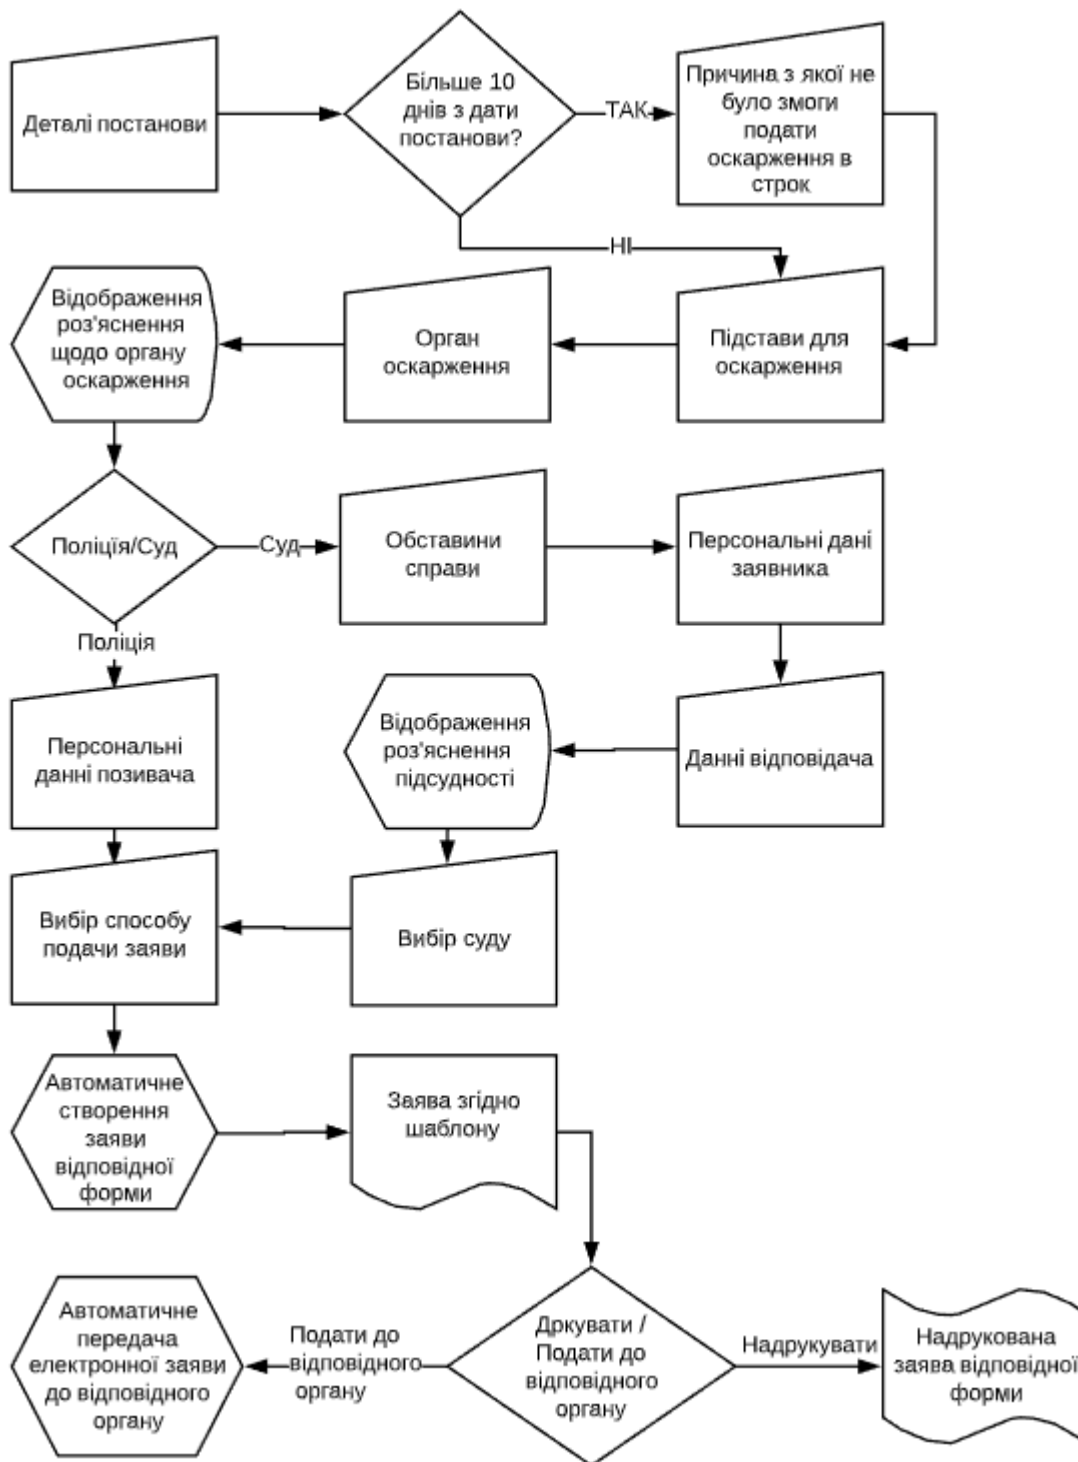 Деталі постанови
Більше 10
днів з дати
постанови?
ТАК
Причина з якої не
було змоги
подати
оскарження в
строк
НІ
Відображення
роз'яснення
щодо органу
оскарження
Орган
оскарження
Підстави для
оскарження
Поліція/Суд
Суд
Обставини
справи
Персональні дані
заявника
Поліція
Персональні
данні позивача
Відображення
роз'яснення
підсудності
Данні відповідача
Вибір способу
подачи заяви
Вибір суду
Автоматичне
створення
заяви
відповідної
форми
Заява згідно
шаблону
Автоматичне
передача
електронної заяви
до відповідного
органу
Подати до
відповідного
органу
Дркувати /
Подати до
відповідного
органу
Надрукувати
Надрукована
заява відповідної
форми